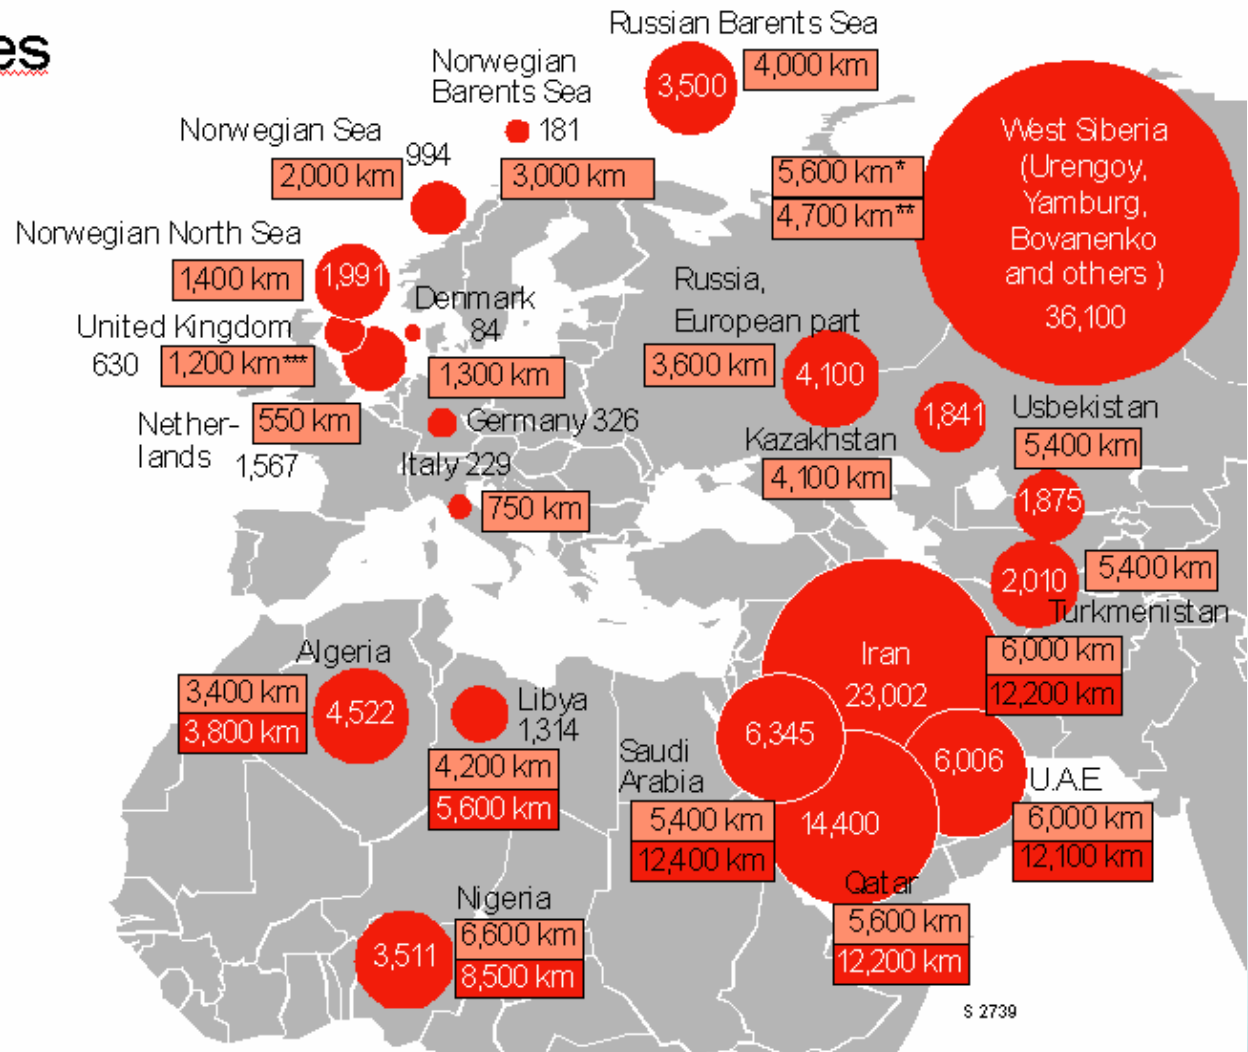 es
Russian Barents Sea
3,500
4,000 km
Norwegian
Barents Sea
181
3,000 km
Norwegian Sea
994
2,000 km
West Siberia
(Urengoy,
Yamburg,
Bovanenko
and others )
36,100
5,600 km*
4,700 km**
Norwegian North Sea
1,400 km
1,991
Denmark
84
1,300 km
United Kingdom
630
1,200 km***
Russia,
European part
3,600 km
4,100
Nether-
lands
550 km
1,567
Germany 326
Italy 229
750 km
Kazakhstan
4,100 km
1,841
Usbekistan
5,400 km
1,875
2,010
5,400 km
Turkmenistan
Algeria
3,400 km
3,800 km
4,522
Libya
1,314
4,200 km
5,600 km
Iran
23,002
6,000 km
12,200 km
Saudi
Arabia
6,345
5,400 km
12,400 km
6,006
U.A.E
6,000 km
12,100 km
14,400
Qatar
5,600 km
12,200 km
Nigeria
3,511
6,600 km
8,500 km
S 2739